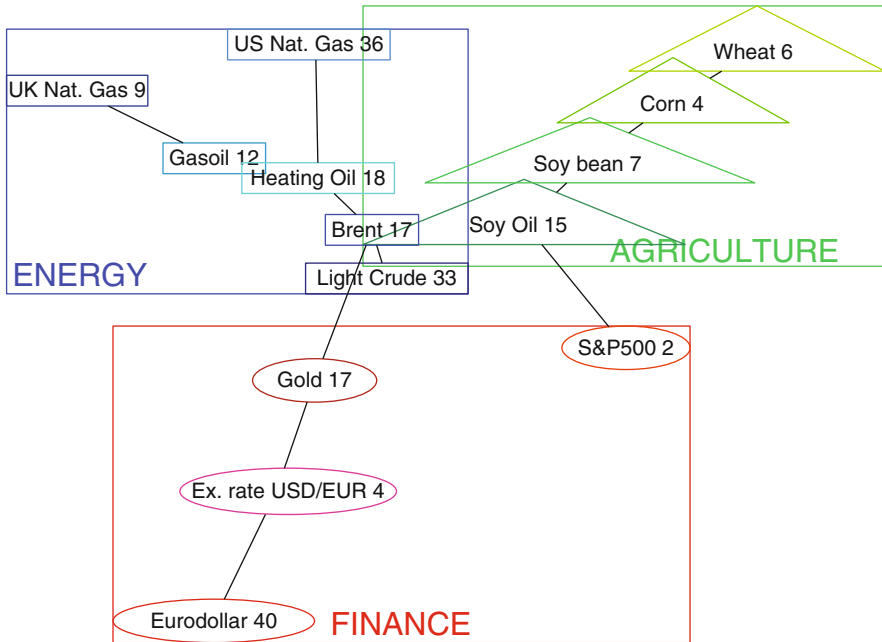 US Nat. Gas 36
Wheat 6
UK Nat. Gas 9
Corn 4
Gasoil 12
Soy bean 7
Heating Oil 18
Brent 17
Soy Oil 15
AGRICULTURE
ENERGY
Light Crude 33
S&P500 2
Gold 17
Ex. rate USD/EUR 4
Eurodollar 40
FINANCE